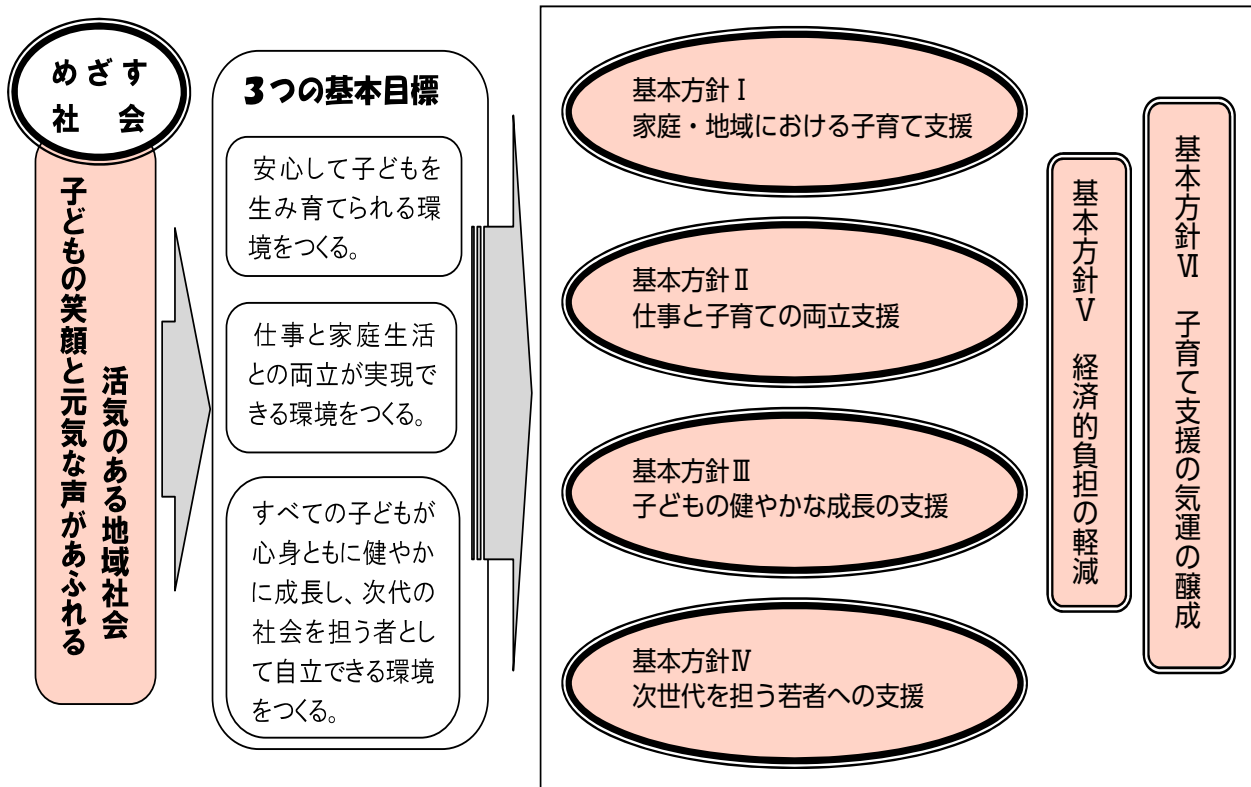 めざす
社　会
子どもの笑顔と元気な声があふれる
活気のある地域社会
３つの基本目標
安心して子どもを
生み育てられる環
境をつくる。
仕事と家庭生活
との両立が実現で
きる環境をつくる。
すべての子どもが
心身ともに健やか
に成長し、次代の
社会を担う者とし
て自立できる環境
をつくる。
基本方針Ⅰ
家庭・地域における子育て支援
基本方針Ⅱ
仕事と子育ての両立支援
基本方針Ⅲ
子どもの健やかな成長の支援
基本方針Ⅳ
次世代を担う若者への支援
基本方針Ⅴ　経済的負担の軽減
基本方針Ⅵ　子育て支援の気運の醸成